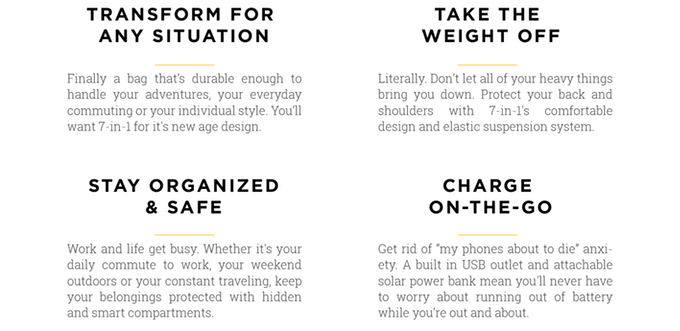 TRANSFORM FOR
ANY SITUATION
Finally a bag that's durable enough to
handle your adventures, your everyday
commuting or your individual style. You'll
want 7-in-1 for it's new age design.
TAKE THE
WEIGHT OFF
Literally. Don't let all of your heavy things
bring you down. Protect your back and
shoulders with 7-in-1's comfortable
design and elastic suspension system.
STAY ORGANIZED
& SAFE
Work and life get busy. Whether it's your
daily commute to work, your weekend
outdoors or your constant traveling, keep
your belongings protected with hidden
and smart compartments.
CHARGE
ON-THE-GO
Get rid of "my phones about to die" anxi-
ety. A built in USB outlet and attachable
solar power bank mean you'll never have
to worry about running out of battery
while you're out and about.